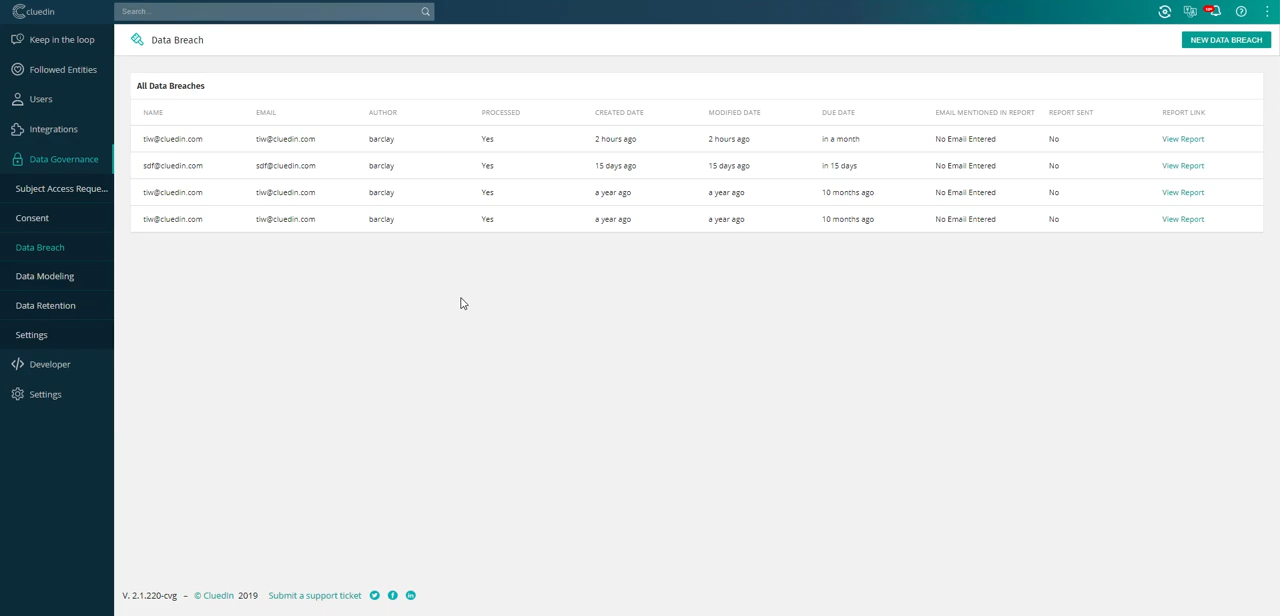 CluedIn
Search...
Keep in the loop
Followed Entities
Users
Integrations
Data Governance
Subject Access Reque...
Consent
Data Breach
Data Modeling
Data Retention
Settings
Developer
Settings
Data Breach
NEW DATA BREACH
All Data Breaches
NAME EMAIL AUTHOR PROCESSED CREATED DATE MODIFIED DATE DUE DATE EMAIL MENTIONED IN REPORT REPORT SENT REPORT LINK
tiw@cluedin.com tiw@cluedin.com barclay Yes 2 hours ago 2 hours ago in a month No Email Entered No View Report
sdf@cluedin.com sdf@cluedin.com barclay Yes 15 days ago 15 days ago in 15 days No Email Entered No View Report
tiw@cluedin.com tiw@cluedin.com barclay Yes a year ago a year ago 10 months ago No Email Entered No View Report
tiw@cluedin.com tiw@cluedin.com barclay Yes a year ago a year ago 10 months ago No Email Entered No View Report
V. 2.1.220-cvg – © CluedIn 2019 Submit a support ticket